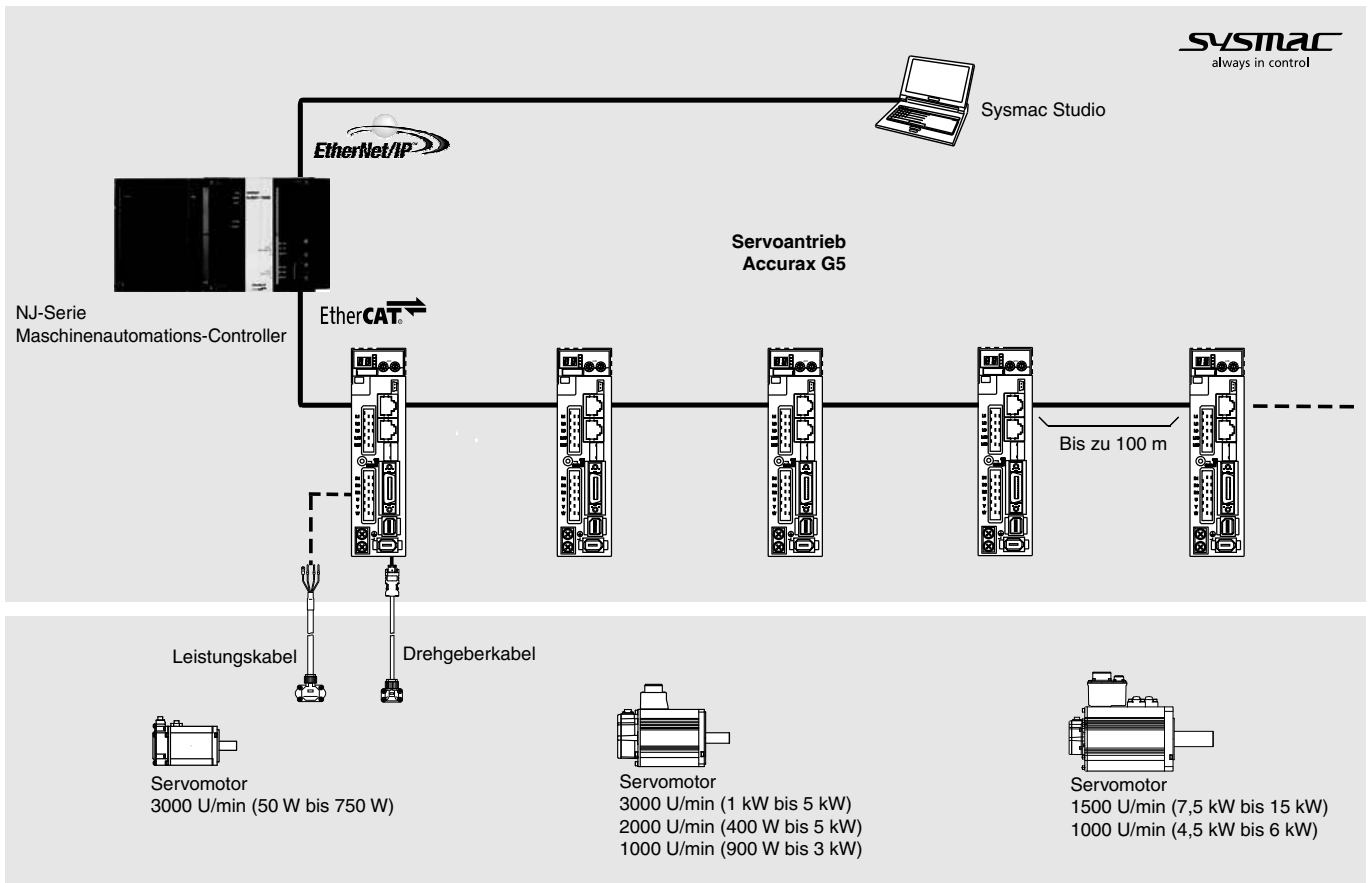 sysmac
always in control
Sysmac Studio
EtherNet/IP™
Servoantrieb
Accurax G5
NJ-Serie
Maschinenautomations-Controller
EtherCAT®
Bis zu 100 m
Leistungskabel
Drehgeberkabel
Servomotor
3000 U/min (50 W bis 750 W)
Servomotor
3000 U/min (1 kW bis 5 kW)
2000 U/min (400 W bis 5 kW)
1000 U/min (900 W bis 3 kW)
Servomotor
1500 U/min (7,5 kW bis 15 kW)
1000 U/min (4,5 kW bis 6 kW)